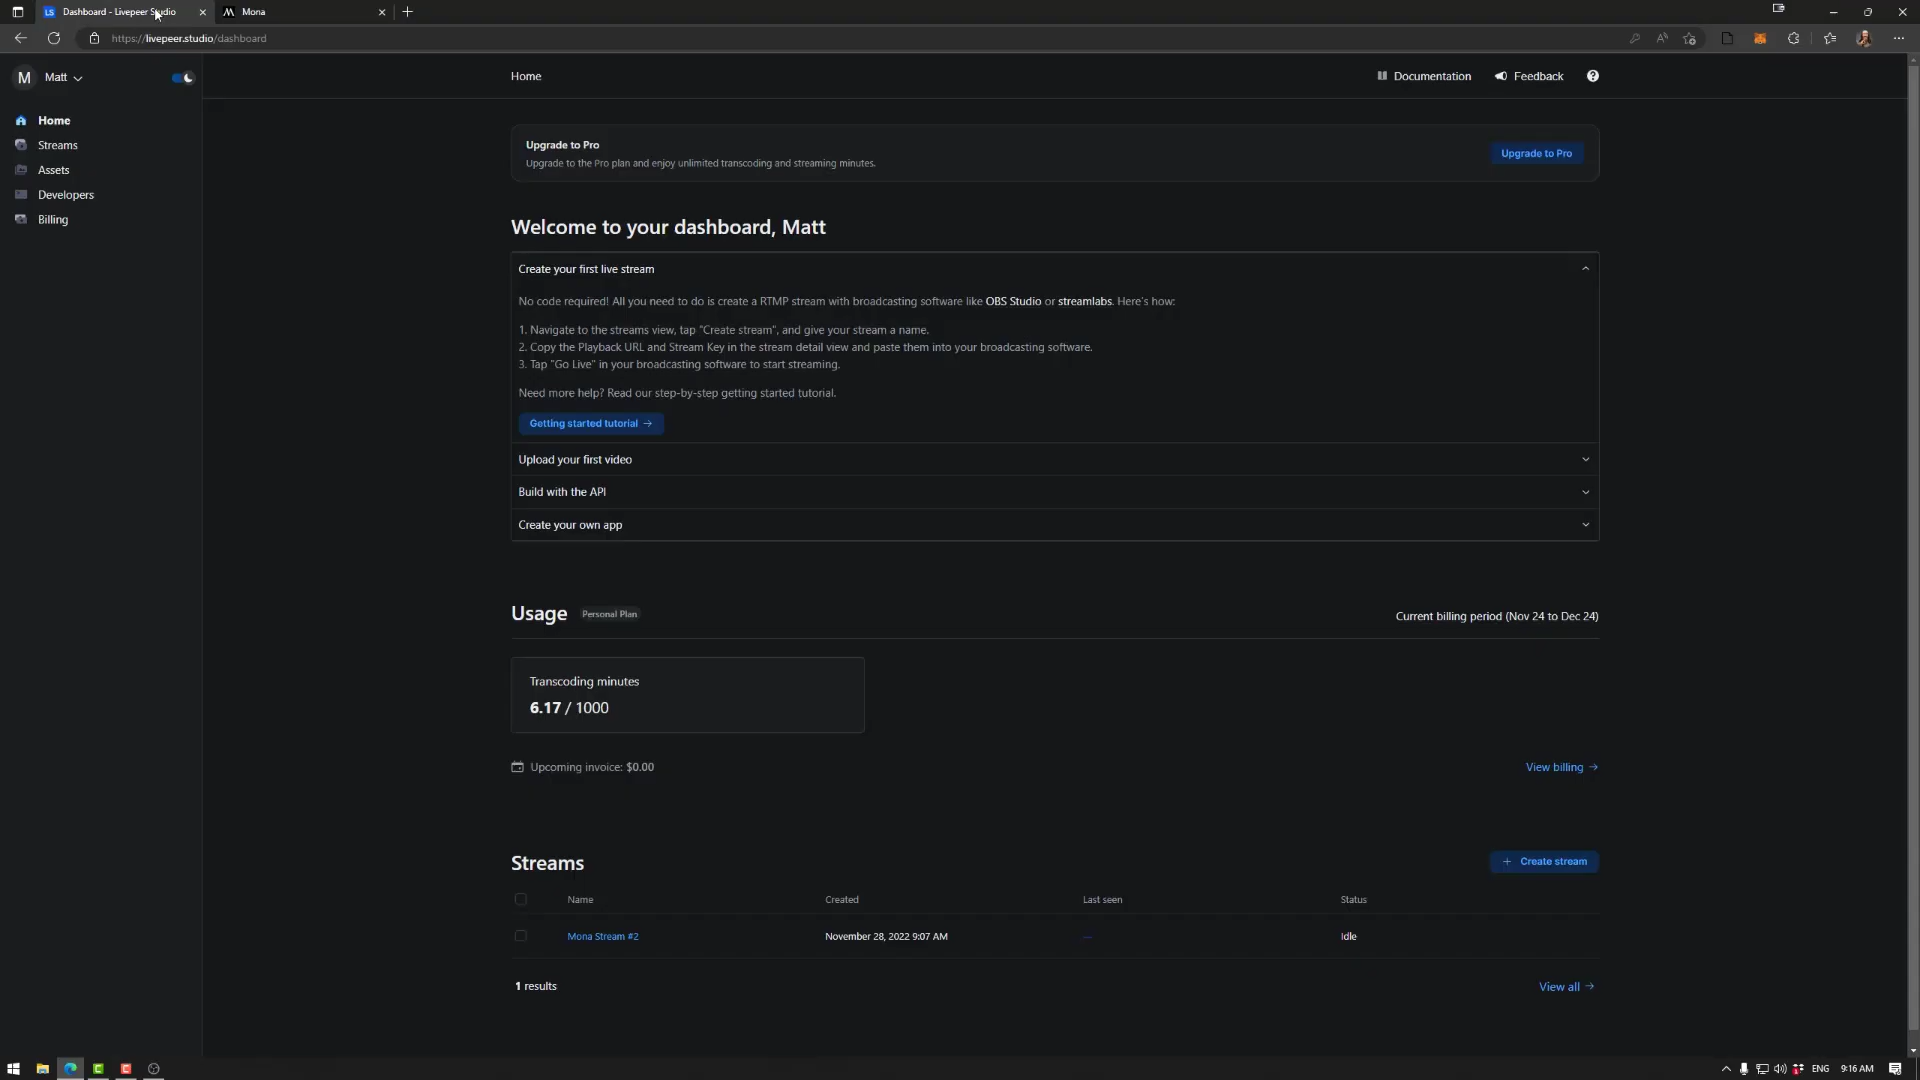 LS Dashboard - Livepeer Studio
Mona
https://livepeer.studio/dashboard
M Matt
Home
Documentation
Feedback
Home
Streams
Assets
Developers
Billing
Upgrade to Pro
Upgrade to the Pro plan and enjoy unlimited transcoding and streaming minutes.
Upgrade to Pro
Welcome to your dashboard, Matt
Create your first live stream
No code required! All you need to do is create a RTMP stream with broadcasting software like OBS Studio or streamlabs. Here's how:
1. Navigate to the streams view, tap "Create stream", and give your stream a name.
2. Copy the Playback URL and Stream Key in the stream detail view and paste them into your broadcasting software.
3. Tap "Go Live" in your broadcasting software to start streaming.
Need more help? Read our step-by-step getting started tutorial.
Getting started tutorial →
Upload your first video
Build with the API
Create your own app
Usage Personal Plan
Current billing period (Nov 24 to Dec 24)
Transcoding minutes
6.17 / 1000
Upcoming invoice: $0.00
View billing →
Streams
+ Create stream
Name Created Last seen Status
Mona Stream #2 November 28, 2022 9:07 AM — Idle
1 results
View all →
ENG 9:16 AM